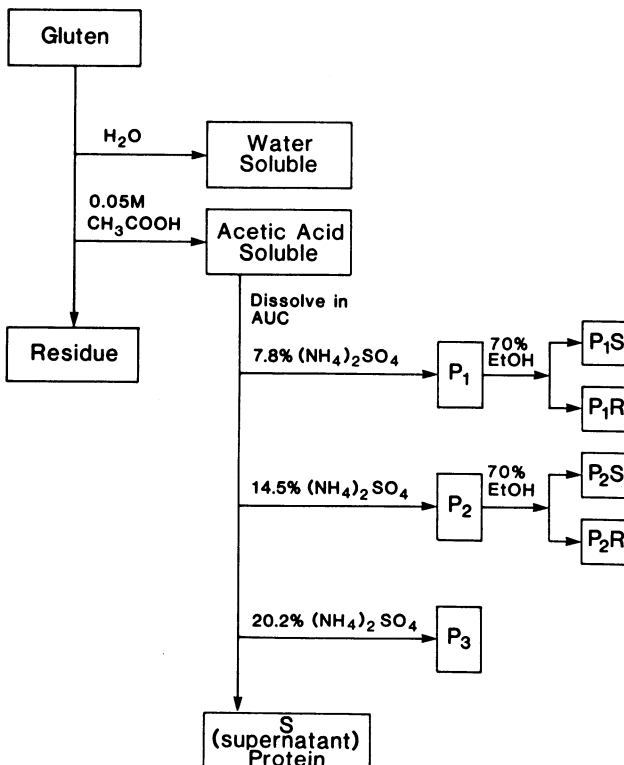 Gluten
H₂O
Water
Soluble
0.05M
CH₃COOH
Acetic Acid
Soluble
Residue
Dissolve in
AUC
7.8% (NH₄)₂SO₄
P₁
70%
EtOH
P₁S
P₁R
14.5% (NH₄)₂SO₄
P₂
70%
EtOH
P₂S
P₂R
20.2% (NH₄)₂SO₄
P₃
S
(supernatant)
Protein